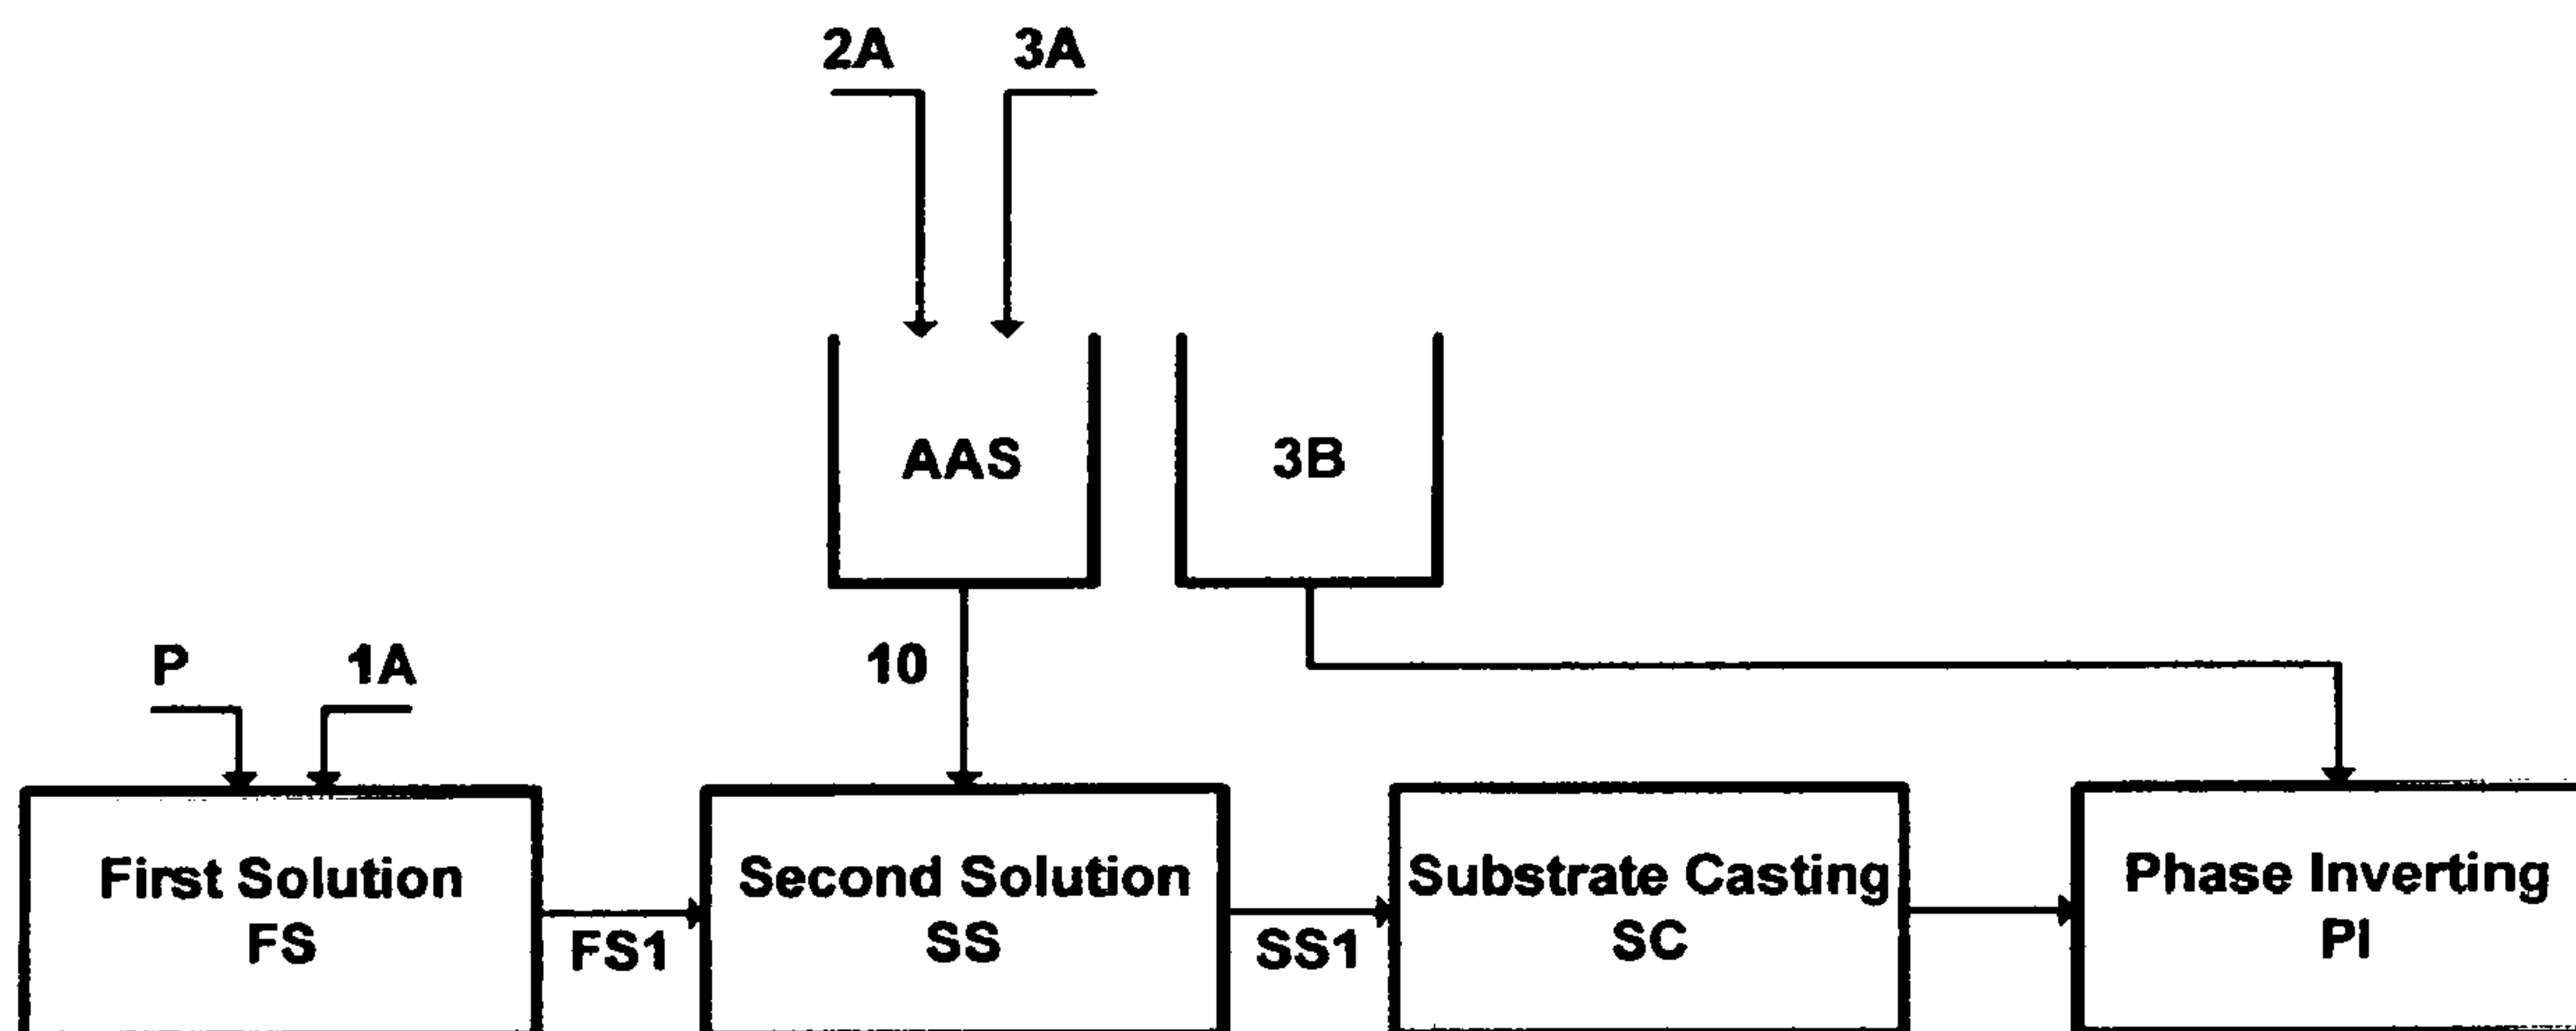 2A
3A
AAS
3B
P
1A
10
First Solution
FS
FS1
Second Solution
SS
SS1
Substrate Casting
SC
Phase Inverting
PI